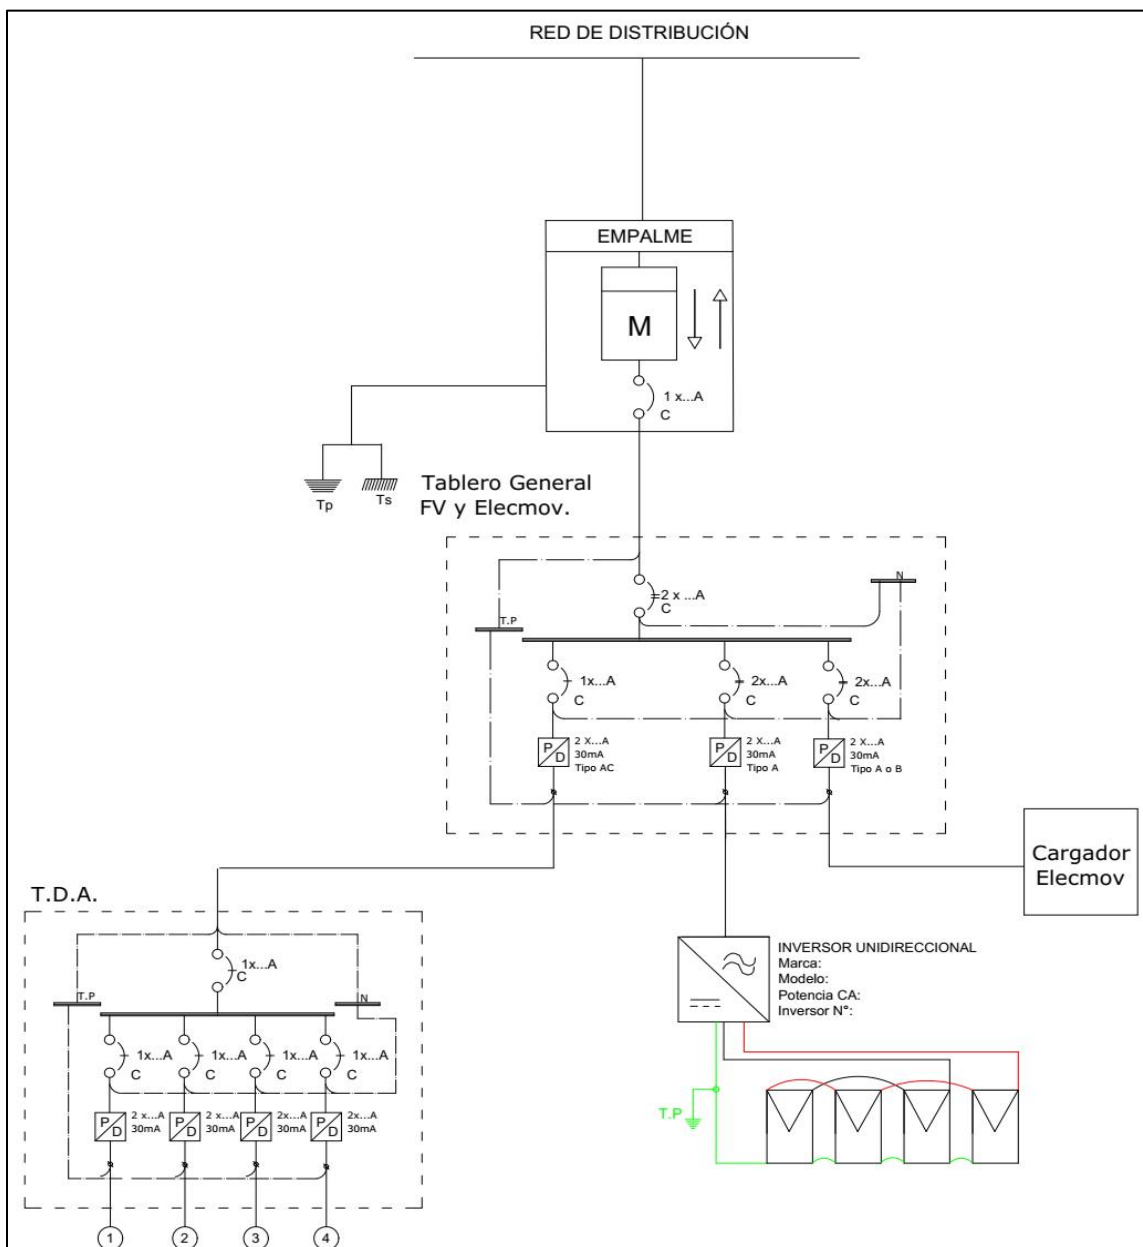 RED DE DISTRIBUCIÓN
EMPALME
M
1 x...A
C
Tp
Ts
Tablero General
FV y Elecmov.
N
2 x ...A
C
T.P
1x...A
C
2x...A
C
2x...A
C
P
D
2 X...A
30mA
Tipo AC
P
D
2 X...A
30mA
Tipo A
P
D
2 X...A
30mA
Tipo A o B
Cargador
Elecmov
T.D.A.
1x...A
C
T.P
N
1x...A
C
1x...A
C
1x...A
C
1x...A
C
P
D
2 x...A
30mA
P
D
2 x...A
30mA
P
D
2x...A
30mA
P
D
2x...A
30mA
1
2
3
4
INVERSOR UNIDIRECCIONAL
Marca:
Modelo:
Potencia CA:
Inversor N°:
T.P